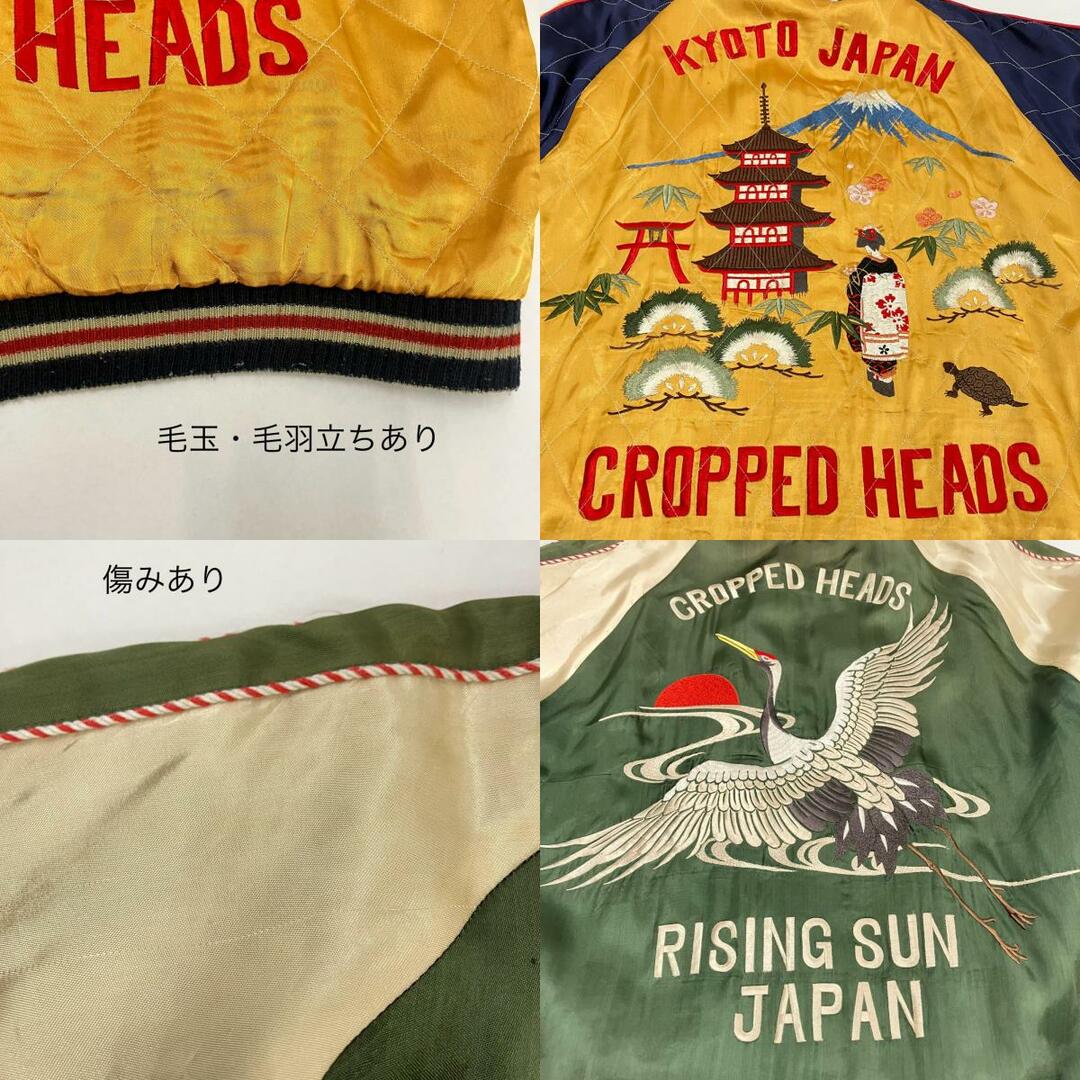 HEADS
毛玉・毛羽立ちあり
KYOTO JAPAN
CROPPED HEADS
傷みあり
CROPPED HEADS
RISING SUN
JAPAN